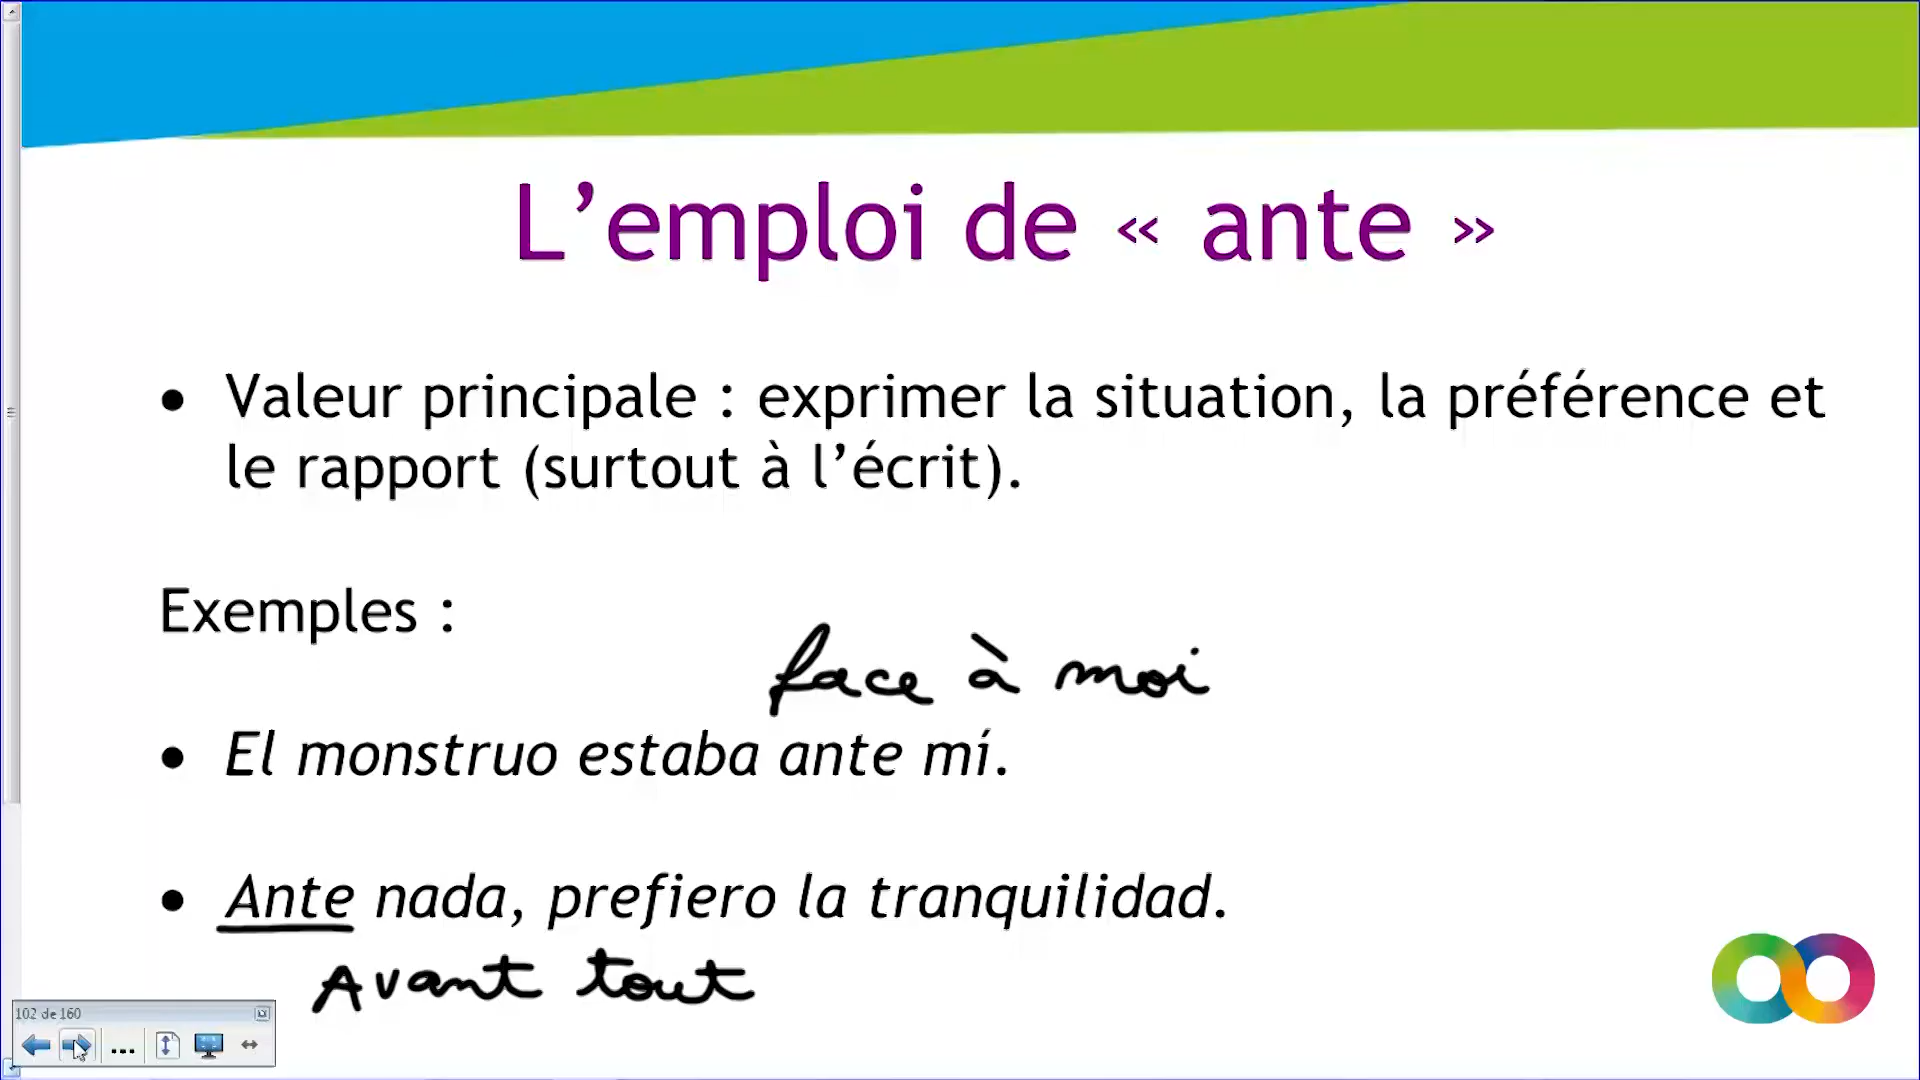 L’emploi de « ante »
● Valeur principale : exprimer la situation, la préférence et
le rapport (surtout à l’écrit).
Exemples :
face à moi
● El monstruo estaba ante mí.
● Ante nada, prefiero la tranquilidad.
Avant tout
102 de 160
...